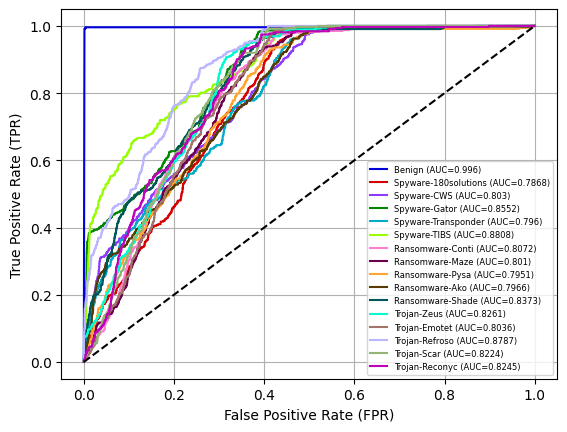 1.0
0.8
0.6
0.4
0.2
0.0
True Positive Rate (TPR)
Benign (AUC=0.996)
Spyware-180solutions (AUC=0.7868)
Spyware-CWS (AUC=0.803)
Spyware-Gator (AUC=0.8552)
Spyware-Transponder (AUC=0.796)
Spyware-TIBS (AUC=0.8808)
Ransomware-Conti (AUC=0.8072)
Ransomware-Maze (AUC=0.801)
Ransomware-Pysa (AUC=0.7951)
Ransomware-Ako (AUC=0.7966)
Ransomware-Shade (AUC=0.8373)
Trojan-Zeus (AUC=0.8261)
Trojan-Emotet (AUC=0.8036)
Trojan-Refroso (AUC=0.8787)
Trojan-Scar (AUC=0.8224)
Trojan-Reconyc (AUC=0.8245)
0.0 0.2 0.4 0.6 0.8 1.0
False Positive Rate (FPR)